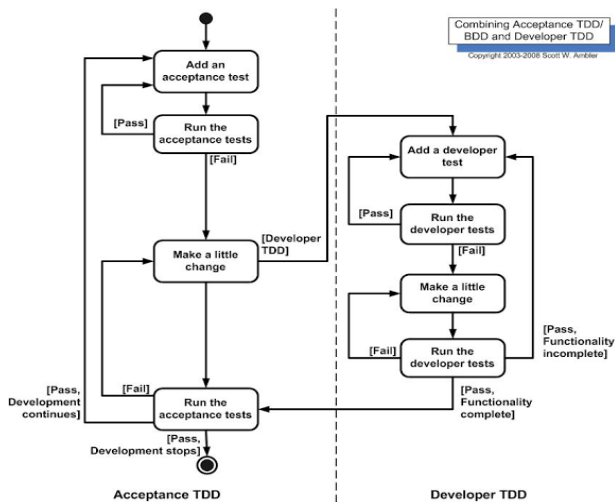 Combining Acceptance TDD/
BDD and Developer TDD
Copyright 2003-2008 Scott W. Ambler
Add an
acceptance test
[Pass]
Run the
acceptance tests
[Fail]
Make a little
change
[Developer
TDD]
[Fail]
Run the
acceptance tests
[Pass,
Development
continues]
[Pass,
Development stops]
Acceptance TDD
Add a developer
test
[Pass]
Run the
developer tests
[Fail]
Make a little
change
[Fail]
Run the
developer tests
[Pass,
Functionality
incomplete]
[Pass,
Functionality
complete]
Developer TDD